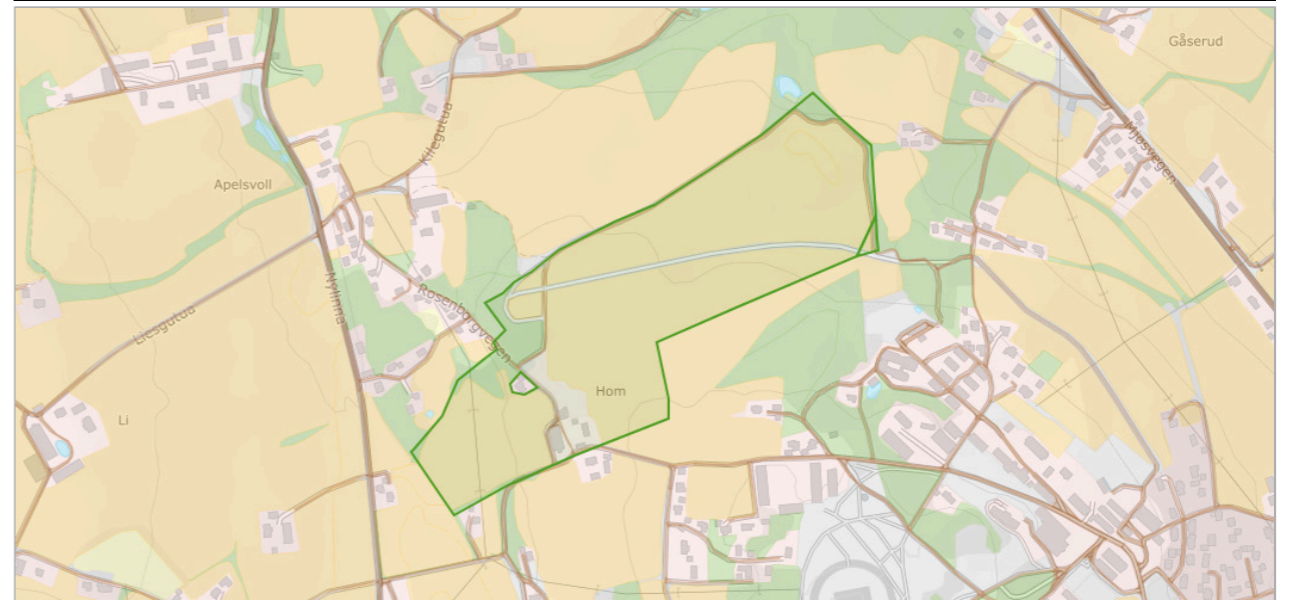 Gåserud
Kilegutua
Mjøsvegen
Apelsvoll
Nylinna
Rosenborgvegen
Liesgutua
Hom
Li